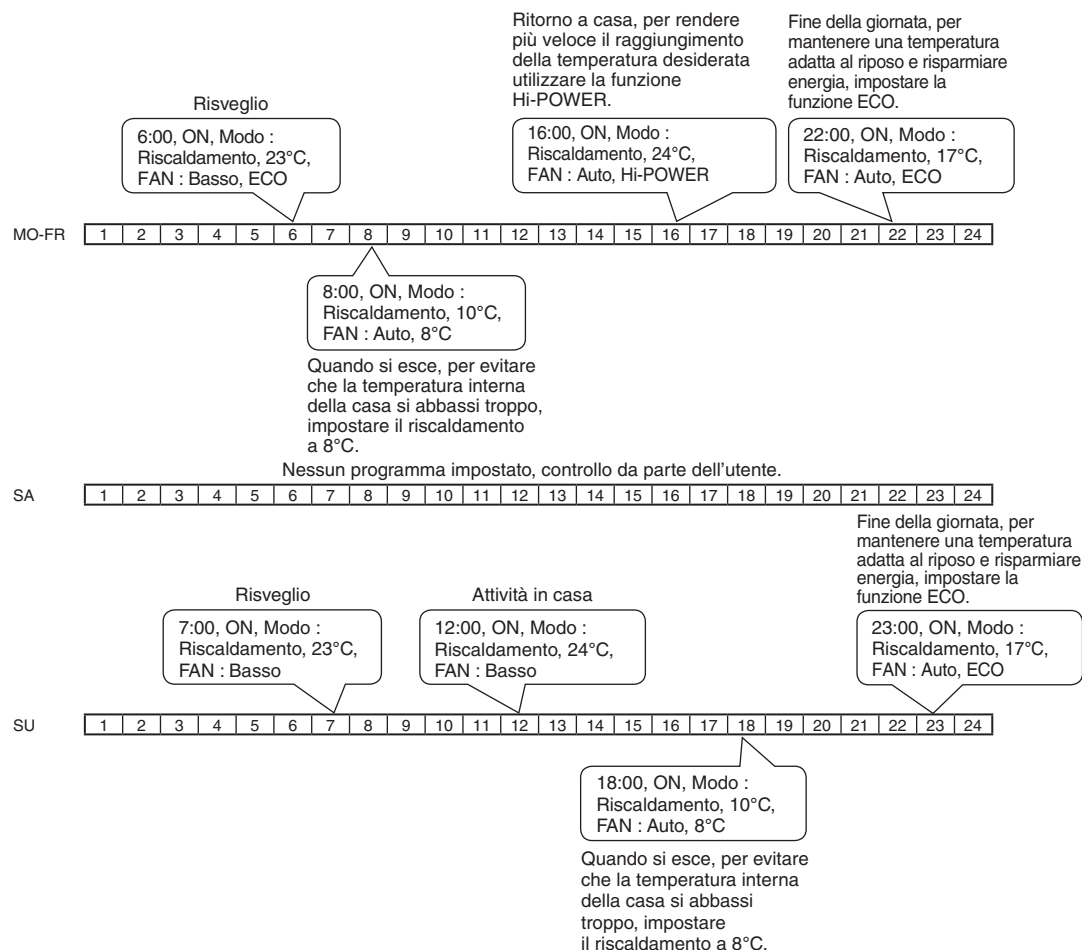 Ritorno a casa, per rendere
più veloce il raggiungimento
della temperatura desiderata
utilizzare la funzione
Hi-POWER.
Fine della giornata, per
mantenere una temperatura
adatta al riposo e risparmiare
energia, impostare la
funzione ECO.
Risveglio
6:00, ON, Modo :
Riscaldamento, 23°C,
FAN : Basso, ECO
16:00, ON, Modo :
Riscaldamento, 24°C,
FAN : Auto, Hi-POWER
22:00, ON, Modo :
Riscaldamento, 17°C,
FAN : Auto, ECO
MO-FR 1 2 3 4 5 6 7 8 9 10 11 12 13 14 15 16 17 18 19 20 21 22 23 24
8:00, ON, Modo :
Riscaldamento, 10°C,
FAN : Auto, 8°C
Quando si esce, per evitare
che la temperatura interna
della casa si abbassi troppo,
impostare il riscaldamento
a 8°C.
Nessun programma impostato, controllo da parte dell'utente.
SA 1 2 3 4 5 6 7 8 9 10 11 12 13 14 15 16 17 18 19 20 21 22 23 24
Fine della giornata, per
mantenere una temperatura
adatta al riposo e risparmiare
energia, impostare la
funzione ECO.
Risveglio
7:00, ON, Modo :
Riscaldamento, 23°C,
FAN : Basso
Attività in casa
12:00, ON, Modo :
Riscaldamento, 24°C,
FAN : Basso
23:00, ON, Modo :
Riscaldamento, 17°C,
FAN : Auto, ECO
SU 1 2 3 4 5 6 7 8 9 10 11 12 13 14 15 16 17 18 19 20 21 22 23 24
18:00, ON, Modo :
Riscaldamento, 10°C,
FAN : Auto, 8°C
Quando si esce, per evitare
che la temperatura interna
della casa si abbassi
troppo, impostare
il riscaldamento a 8°C.